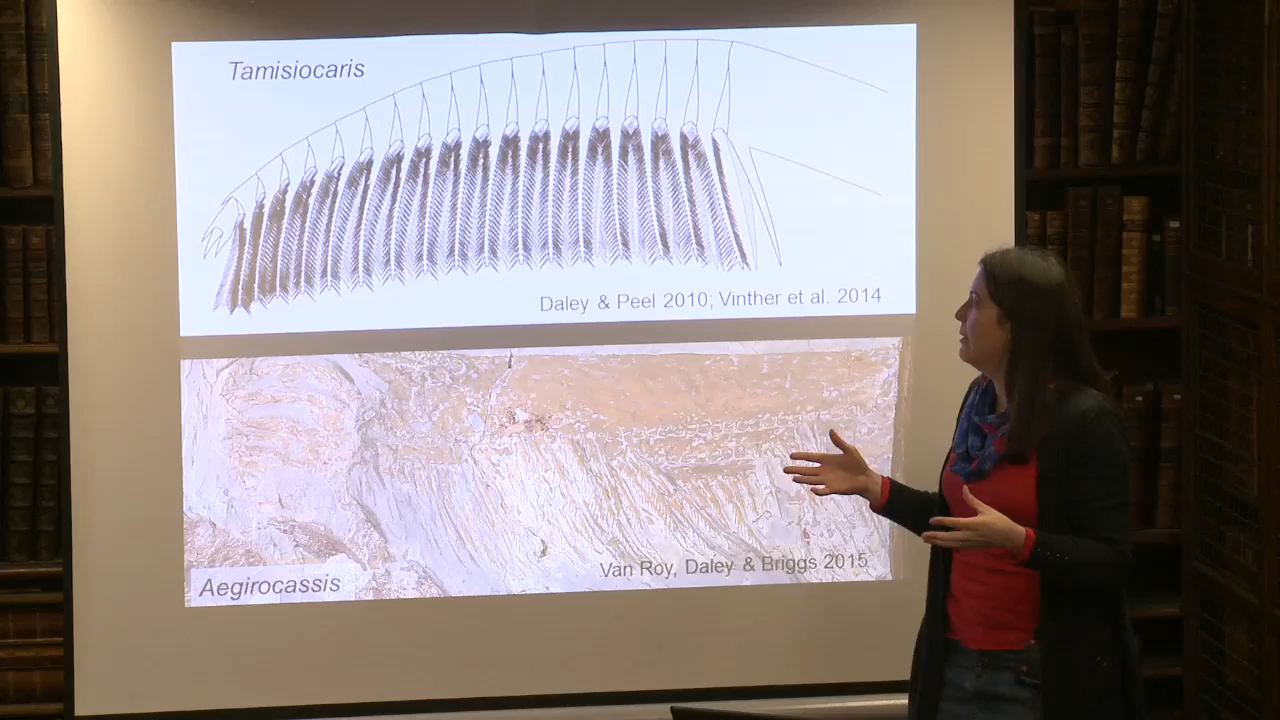 Tamisiocaris
Daley & Peel 2010; Vinther et al. 2014
Van Roy, Daley & Briggs 2015
Aegirocassis